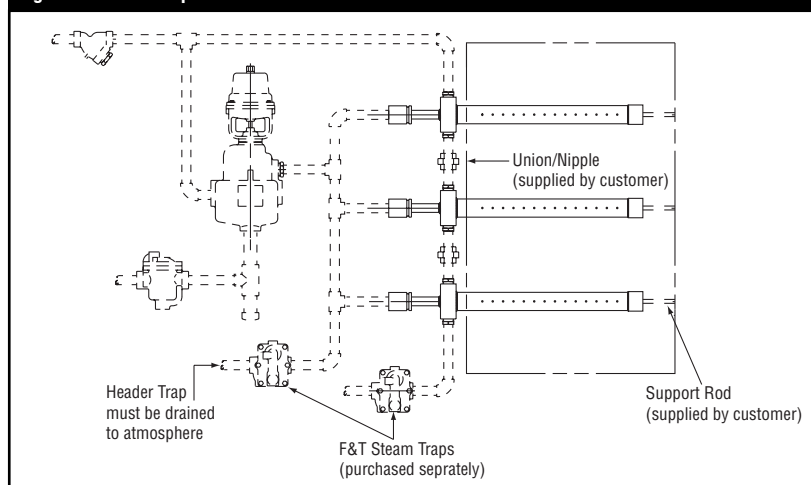 Union/Nipple
(supplied by customer)
Header Trap
must be drained
to atmosphere
F&T Steam Traps
(purchased seprately)
Support Rod
(supplied by customer)